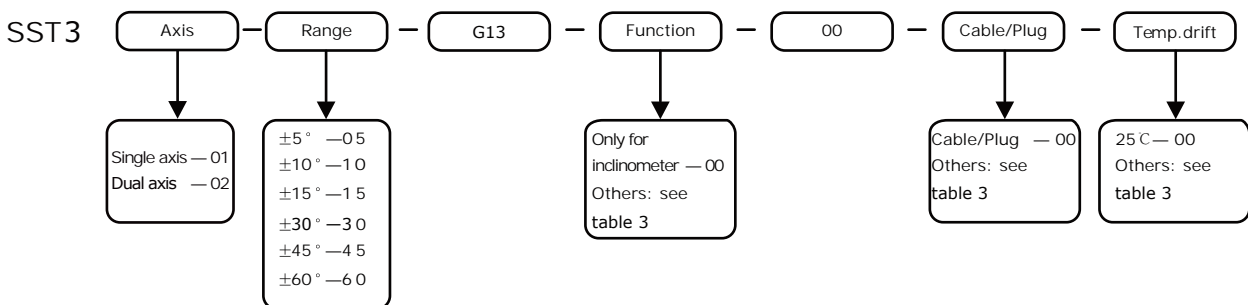 SST3 Axis — Range — G13 — Function — 00 — Cable/Plug — Temp.drift
Single axis — 01
Dual axis — 02
±5° —05
±10°—10
±15°—15
±30°—30
±45°—45
±60°—60
Only for
inclinometer — 00
Others: see
table 3
Cable/Plug — 00
Others: see
table 3
25℃— 00
Others: see
table 3